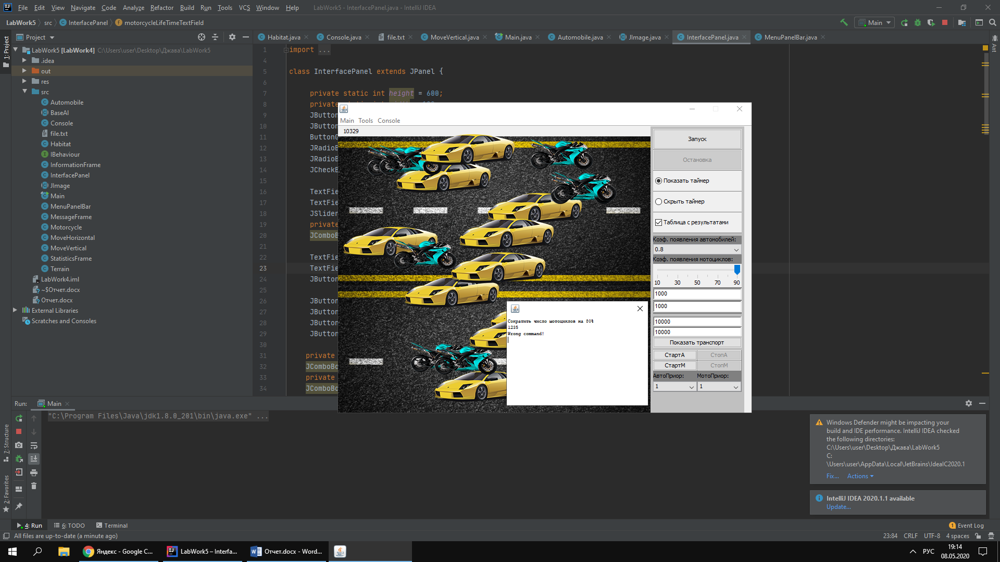 File Edit View Navigate Code Analyze Refactor Build Run Tools VCS Window Help LabWork5 - InterfacePanel.java - IntelliJ IDEA
LabWork5 src InterfacePanel motorcycleLifeTimeTextField Main
Project Habitat.java Console.java file.txt MoveVertical.java Main.java Automobile.java JImage.java InterfacePanel.java MenuPanelBar.java
1: Project
Ant
LabWork5 [LabWork4] C:\Users\user\Desktop\Джава\LabWork5
.idea
out
res
src
Automobile
BaseAI
Console
file.txt
Habitat
IBehaviour
InformationFrame
InterfacePanel
JImage
Main
MenuPanelBar
MessageFrame
Motorcycle
MoveHorizontal
MoveVertical
StatisticsFrame
Terrain
LabWork4.iml
~$Отчет.docx
Отчет.docx
External Libraries
Scratches and Consoles
1 import ...
4
5 class InterfacePanel extends JPanel {
6
7 private static int height = 600;
8 private
9 JButton
10 JButton
11 ButtonG
12 JRadioB
13 JRadioB
14 JCheckB
15
16 TextFie
17 TextFie
18 JSlider
19 private
20 JComboB
21
22 TextFie
23 TextFie
24 JButton
25
26 JButton
27 JButton
28 JButton
29 JButton
30
31 private
32 JComboBo
33 private
34 JComboBo
Main Tools Console
10329
Запуск
Остановка
Показать таймер
Скрыть таймер
Таблица с результатами
Коэф. появления автомобилей:
0.8
Коэф. появления мотоциклов:
10 30 50 70 90
1000
1000
10000
10000
Показать транспорт
СтартА СтопА
СтартМ СтопМ
АвтоПриор: МотоПриор:
1 1
Сократить число мотоциклов на 80%
1235
Wrong command!
Run: Main
"C:\Program Files\Java\jdk1.8.0_201\bin\java.exe" ...
7: Structure
2: Favorites
Windows Defender might be impacting your
build and IDE performance. IntelliJ IDEA checked
the following directories:
C:\Users\user\Desktop\Джава\LabWork5
C:
\Users\user\AppData\Local\JetBrains\IdeaIC2020.1
Fix... Actions
IntelliJ IDEA 2020.1.1 available
Update...
4: Run 6: TODO Terminal 1 Event Log
All files are up-to-date (a minute ago) 23:84 CRLF UTF-8 4 spaces
Яндекс - Google C... LabWork5 – Interfa... Отчет.docx - Word... РУС 19:14
08.05.2020